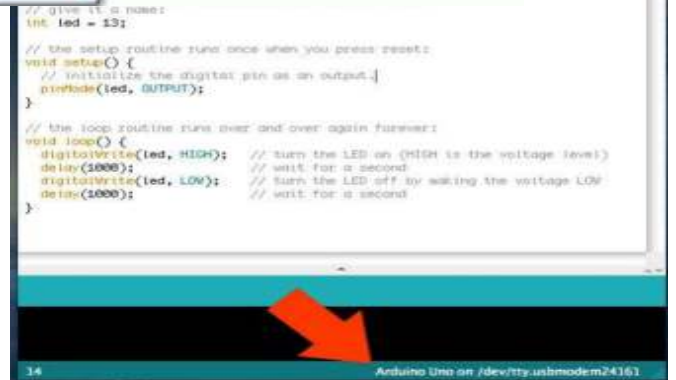 // give it a name:
int led = 13;
// the setup routine runs once when you press reset:
void setup() {
// initialize the digital pin as an output.
pinMode(led, OUTPUT);
}
// the loop routine runs over and over again forever:
void loop() {
digitalWrite(led, HIGH); // turn the LED on (HIGH is the voltage level)
delay(1000); // wait for a second
digitalWrite(led, LOW); // turn the LED off by making the voltage LOW
delay(1000); // wait for a second
}
14 Arduino Uno on /dev/tty.usbmodem24161